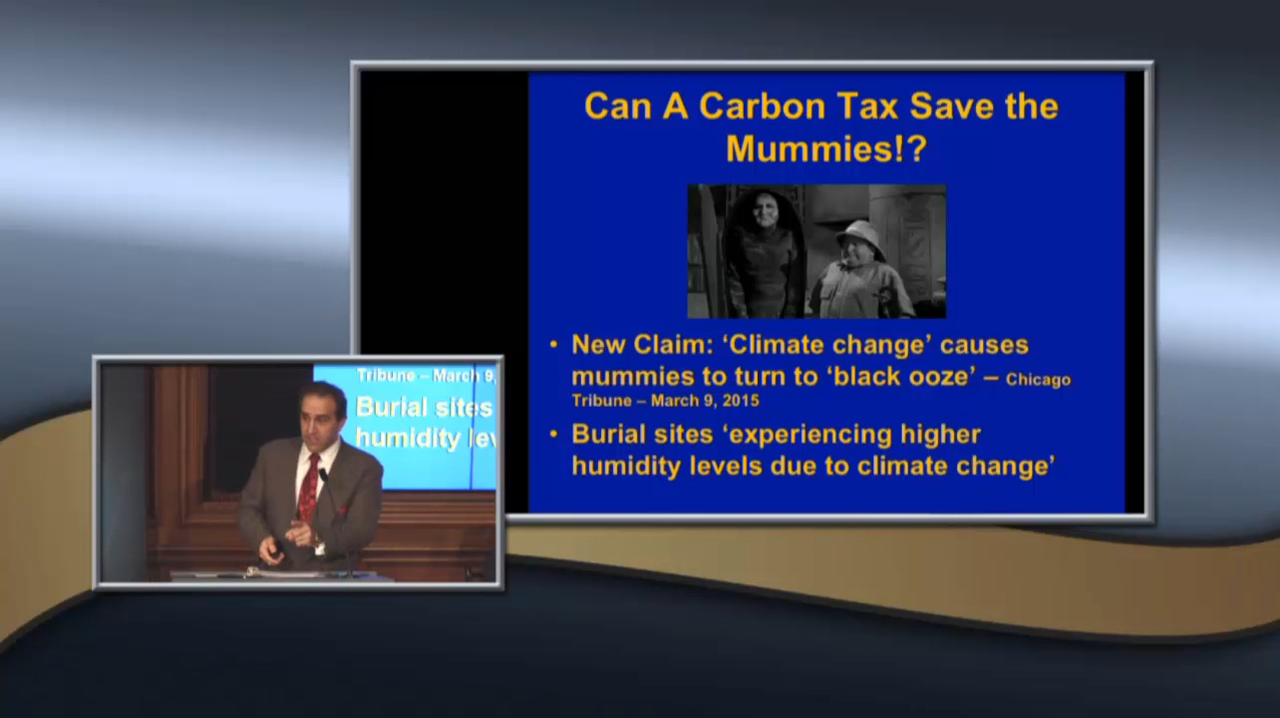 Can A Carbon Tax Save the
Mummies!?
• New Claim: ‘Climate change’ causes
mummies to turn to ‘black ooze’ – Chicago
Tribune – March 9, 2015
• Burial sites ‘experiencing higher
humidity levels due to climate change’
Tribune – March 9,
Burial sites
humidity lev